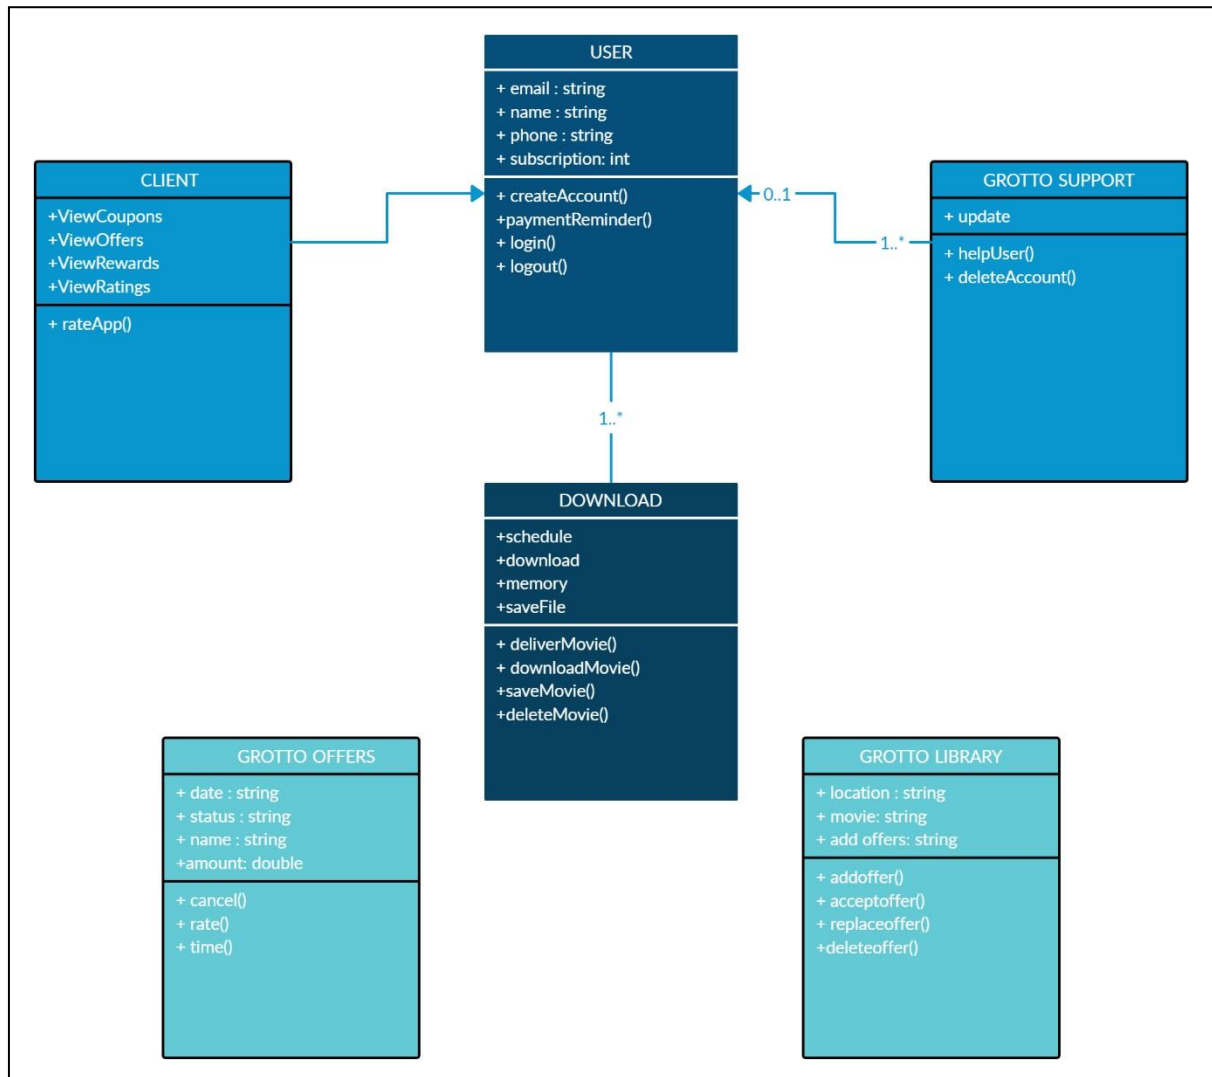 USER
+ email : string
+ name : string
+ phone : string
+ subscription: int
+ createAccount()
+paymentReminder()
+ login()
+ logout()
CLIENT
+ViewCoupons
+ViewOffers
+ViewRewards
+ViewRatings
+ rateApp()
0..1
1..*
GROTTO SUPPORT
+ update
+ helpUser()
+ deleteAccount()
1..*
DOWNLOAD
+schedule
+download
+memory
+saveFile
+ deliverMovie()
+ downloadMovie()
+saveMovie()
+deleteMovie()
GROTTO OFFERS
+ date : string
+ status : string
+ name : string
+amount: double
+ cancel()
+ rate()
+ time()
GROTTO LIBRARY
+ location : string
+ movie: string
+ add offers: string
+ addoffer()
+ acceptoffer()
+ replaceoffer()
+deleteoffer()